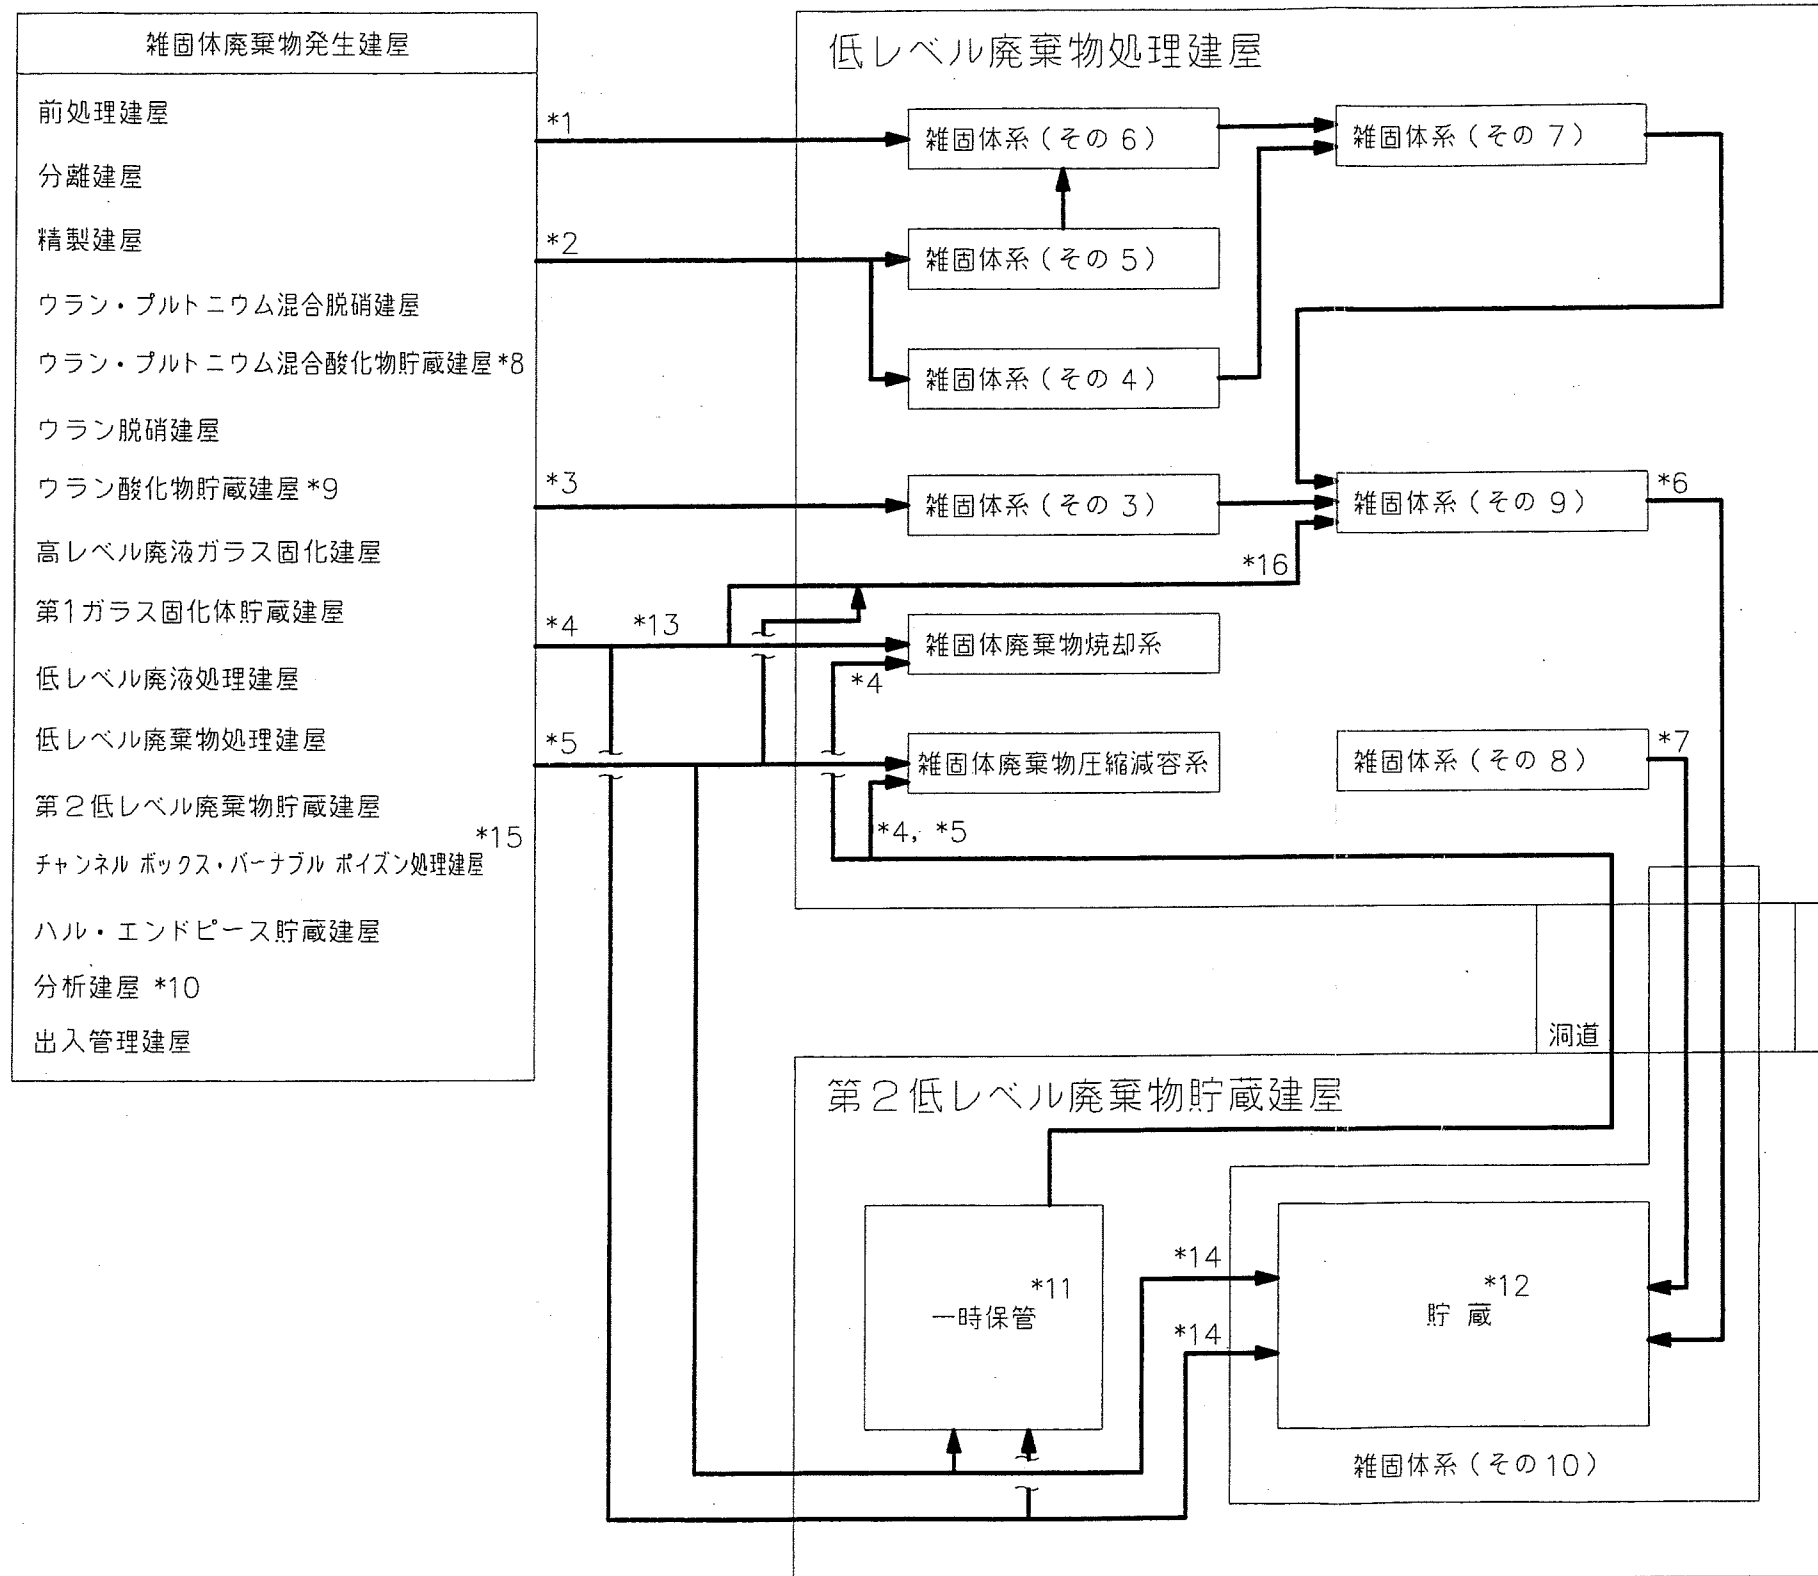 雑固体廃棄物発生建屋
前処理建屋
分離建屋
精製建屋
ウラン・プルトニウム混合脱硝建屋
ウラン・プルトニウム混合酸化物貯蔵建屋*8
ウラン脱硝建屋
ウラン酸化物貯蔵建屋*9
高レベル廃液ガラス固化建屋
第1ガラス固化体貯蔵建屋
低レベル廃液処理建屋
低レベル廃棄物処理建屋
第2低レベル廃棄物貯蔵建屋
*15
チャンネル ボックス・バーナブル ポイズン処理建屋
ハル・エンドピース貯蔵建屋
分析建屋 *10
出入管理建屋
*1
*2
*3
*4
*13
*5
低レベル廃棄物処理建屋
雑固体系(その 6)
雑固体系(その 7)
雑固体系(その 5)
雑固体系(その 4)
雑固体系(その 3)
雑固体系(その 9)
*6
*16
雑固体廃棄物焼却系
*4
雑固体廃棄物圧縮減容系
雑固体系(その 8)
*7
*4, *5
洞道
第2低レベル廃棄物貯蔵建屋
*11
一時保管
*14
*14
*12
貯 蔵
雑固体系(その10)